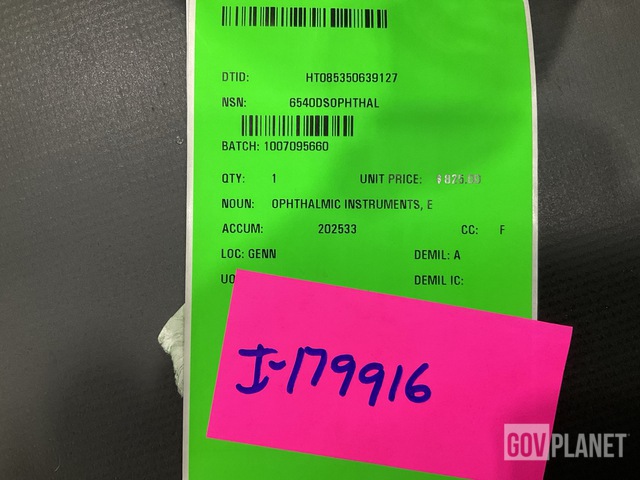 DTID: HT085350639127
NSN: 6540DSOPHTHAL
BATCH: 1007095660
QTY: 1 UNIT PRICE:
NOUN: OPHTHALMIC INSTRUMENTS, E
ACCUM: 202533 CC: F
LOC: GENN DEMIL: A
UO DEMIL IC:
I-179916
GOVPLANET